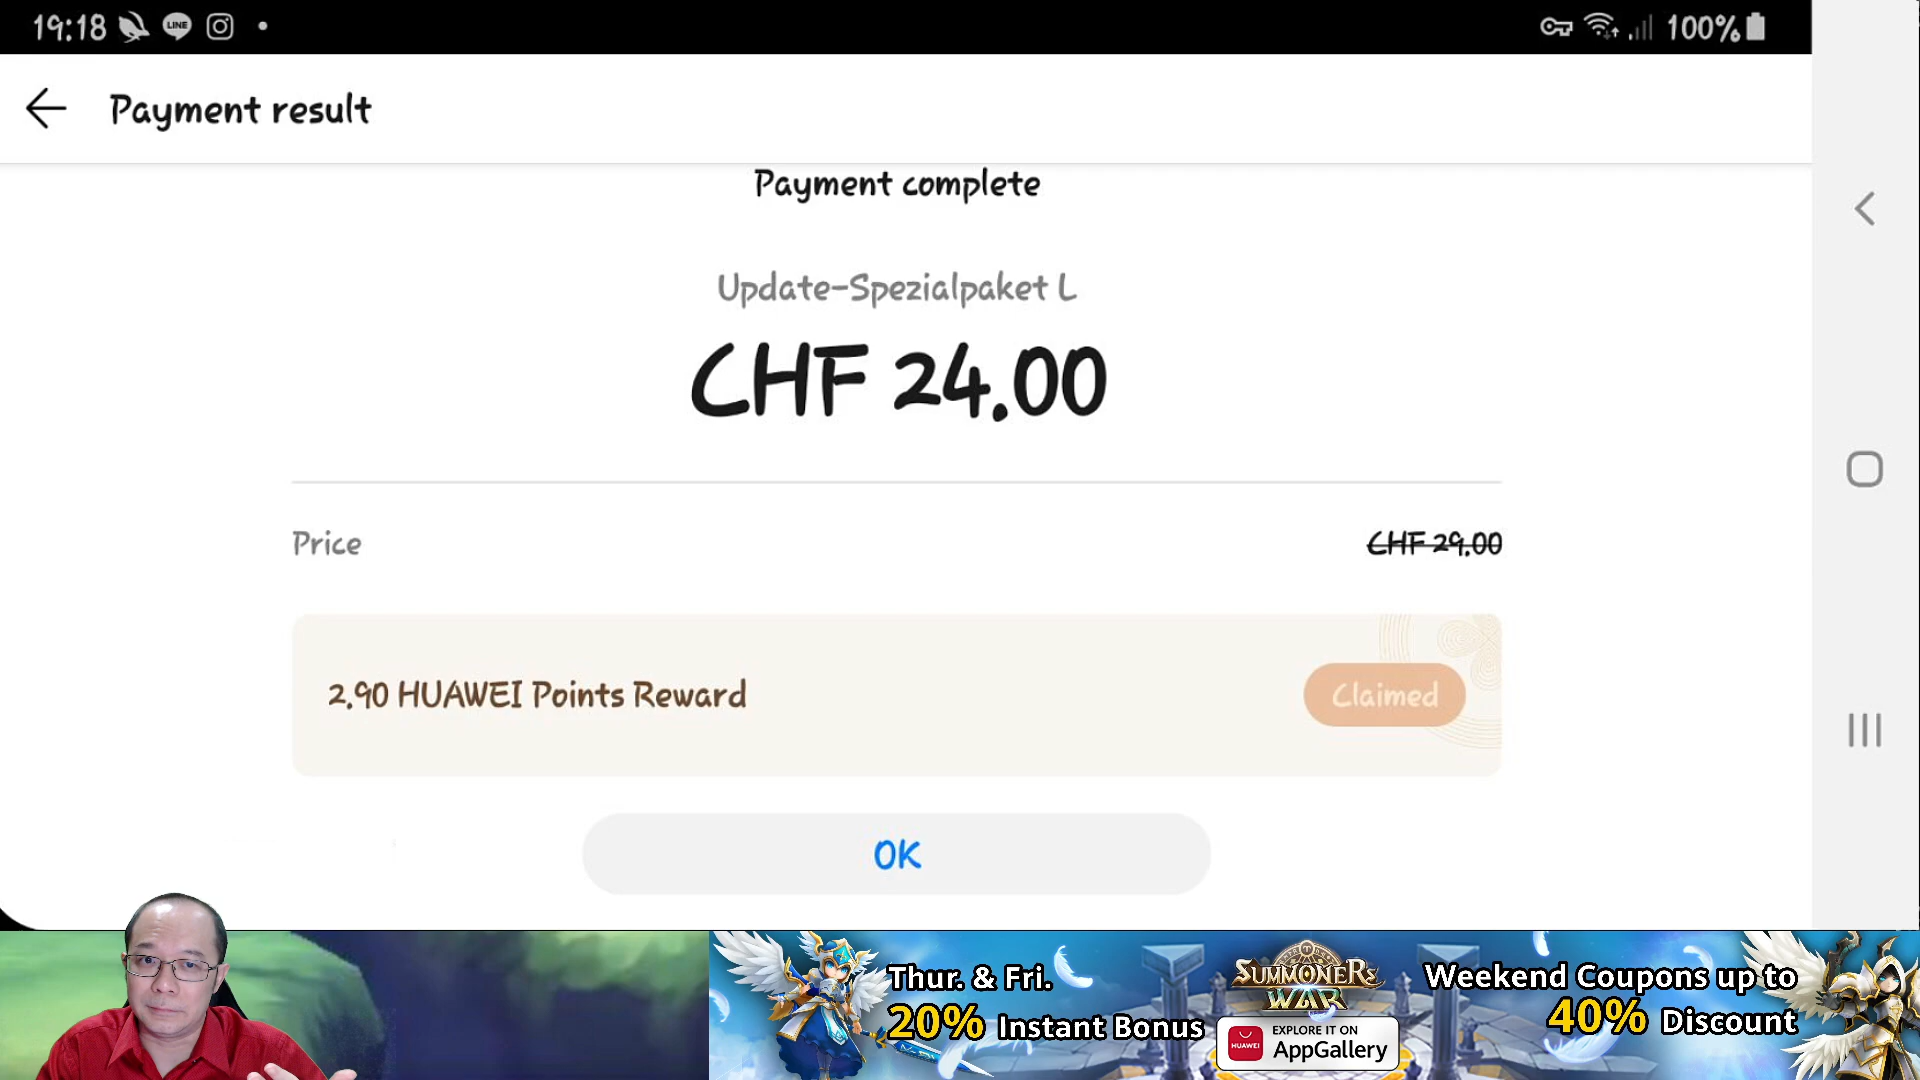 19:18
LINE
100%
Payment result
Payment complete
Update-Spezialpaket L
CHF 24.00
Price
CHF 29.00
2.90 HUAWEI Points Reward
Claimed
OK
Thur. & Fri.
20% Instant Bonus
SUMMONERS WAR
HUAWEI
EXPLORE IT ON
AppGallery
Weekend Coupons up to
40% Discount